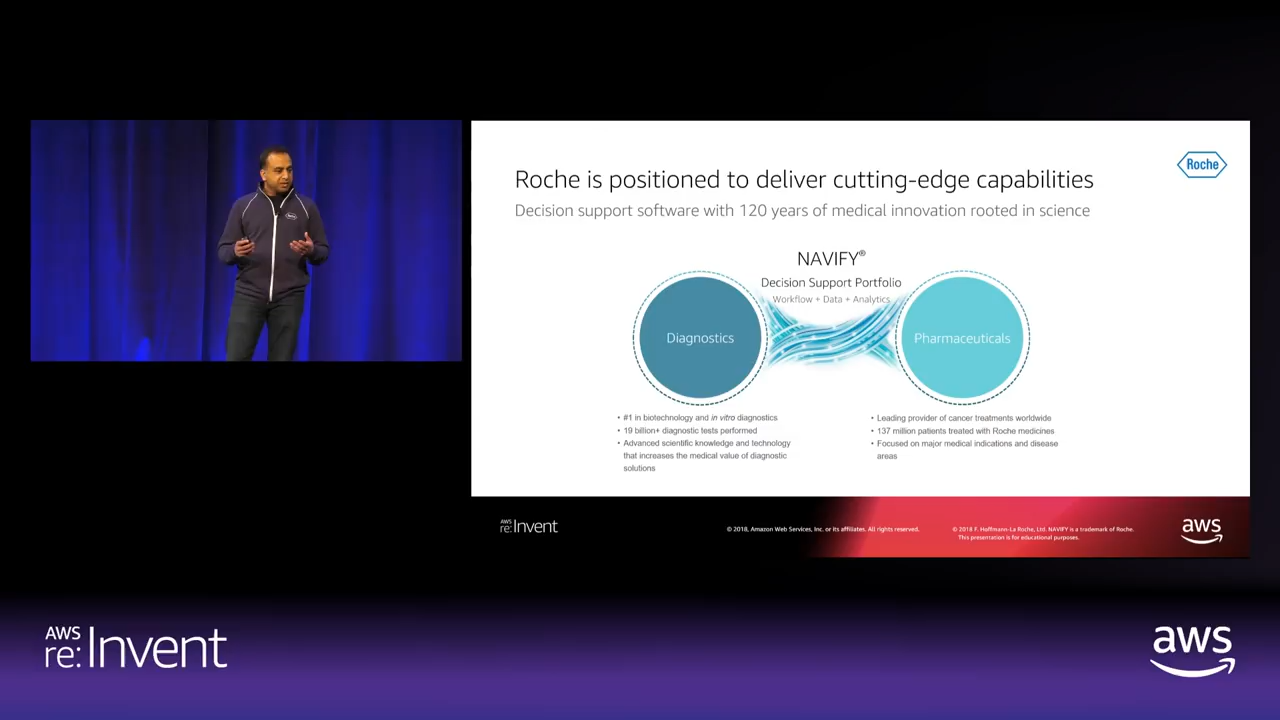 Roche
Roche is positioned to deliver cutting-edge capabilities
Decision support software with 120 years of medical innovation rooted in science
NAVIFY®
Decision Support Portfolio
Workflow + Data + Analytics
Diagnostics
Pharmaceuticals
• #1 in biotechnology and in vitro diagnostics
• 19 billion+ diagnostic tests performed
• Advanced scientific knowledge and technology
that increases the medical value of diagnostic
solutions
• Leading provider of cancer treatments worldwide
• 137 million patients treated with Roche medicines
• Focused on major medical indications and disease
areas
AWS
re:Invent
© 2018, Amazon Web Services, Inc. or its affiliates. All rights reserved.
© 2018 F. Hoffmann-La Roche, Ltd. NAVIFY is a trademark of Roche.
This presentation is for educational purposes.
aws
AWS
re:Invent
aws